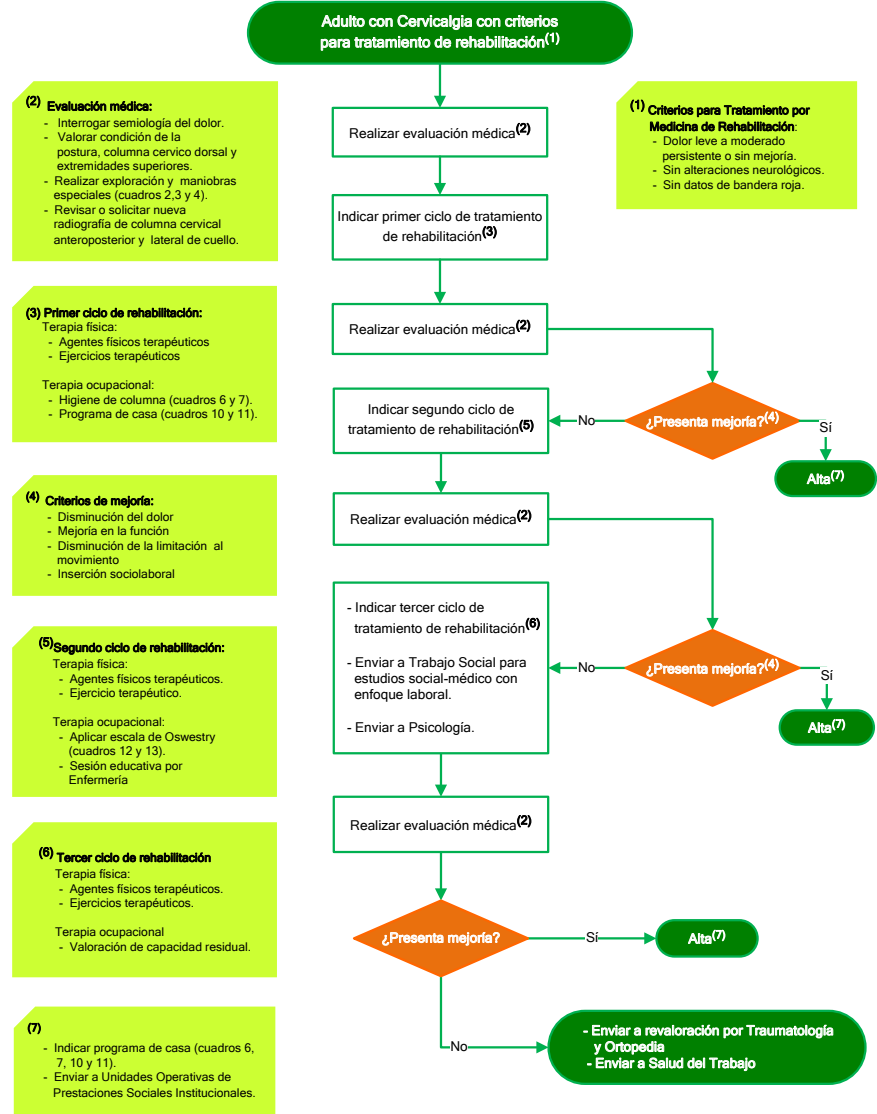 Adulto con Cervicalgia con criterios
para tratamiento de rehabilitación(1)
(2) Evaluación médica:
- Interrogar semiología del dolor.
- Valorar condición de la
postura, columna cervico dorsal y
extremidades superiores.
- Realizar exploración y maniobras
especiales (cuadros 2,3 y 4).
- Revisar o solicitar nueva
radiografía de columna cervical
anteroposterior y lateral de cuello.
Realizar evaluación médica(2)
(1) Criterios para Tratamiento por
Medicina de Rehabilitación:
- Dolor leve a moderado
persistente o sin mejoría.
- Sin alteraciones neurológicos.
- Sin datos de bandera roja.
Indicar primer ciclo de tratamiento
de rehabilitación(3)
(3) Primer ciclo de rehabilitación:
Terapia física:
- Agentes físicos terapéuticos
- Ejercicios terapéuticos
Terapia ocupacional:
- Higiene de columna (cuadros 6 y 7).
- Programa de casa (cuadros 10 y 11).
Realizar evaluación médica(2)
¿Presenta mejoría?(4)
No
Sí
Indicar segundo ciclo de
tratamiento de rehabilitación(5)
Alta(7)
(4) Criterios de mejoría:
- Disminución del dolor
- Mejoría en la función
- Disminución de la limitación al
movimiento
- Inserción sociolaboral
Realizar evaluación médica(2)
(5)Segundo ciclo de rehabilitación:
Terapia física:
- Agentes físicos terapéuticos.
- Ejercicio terapéutico.
Terapia ocupacional:
- Aplicar escala de Oswestry
(cuadros 12 y 13).
- Sesión educativa por
Enfermería
- Indicar tercer ciclo de
tratamiento de rehabilitación(6)
- Enviar a Trabajo Social para
estudios social-médico con
enfoque laboral.
- Enviar a Psicología.
No
¿Presenta mejoría?(4)
Sí
Alta(7)
Realizar evaluación médica(2)
(6) Tercer ciclo de rehabilitación
Terapia física:
- Agentes físicos terapéuticos.
- Ejercicios terapéuticos.
Terapia ocupacional
- Valoración de capacidad residual.
¿Presenta mejoría?
Sí
Alta(7)
No
- Enviar a revaloración por Traumatología
y Ortopedia
- Enviar a Salud del Trabajo
(7)
- Indicar programa de casa (cuadros 6,
7, 10 y 11).
- Enviar a Unidades Operativas de
Prestaciones Sociales Institucionales.